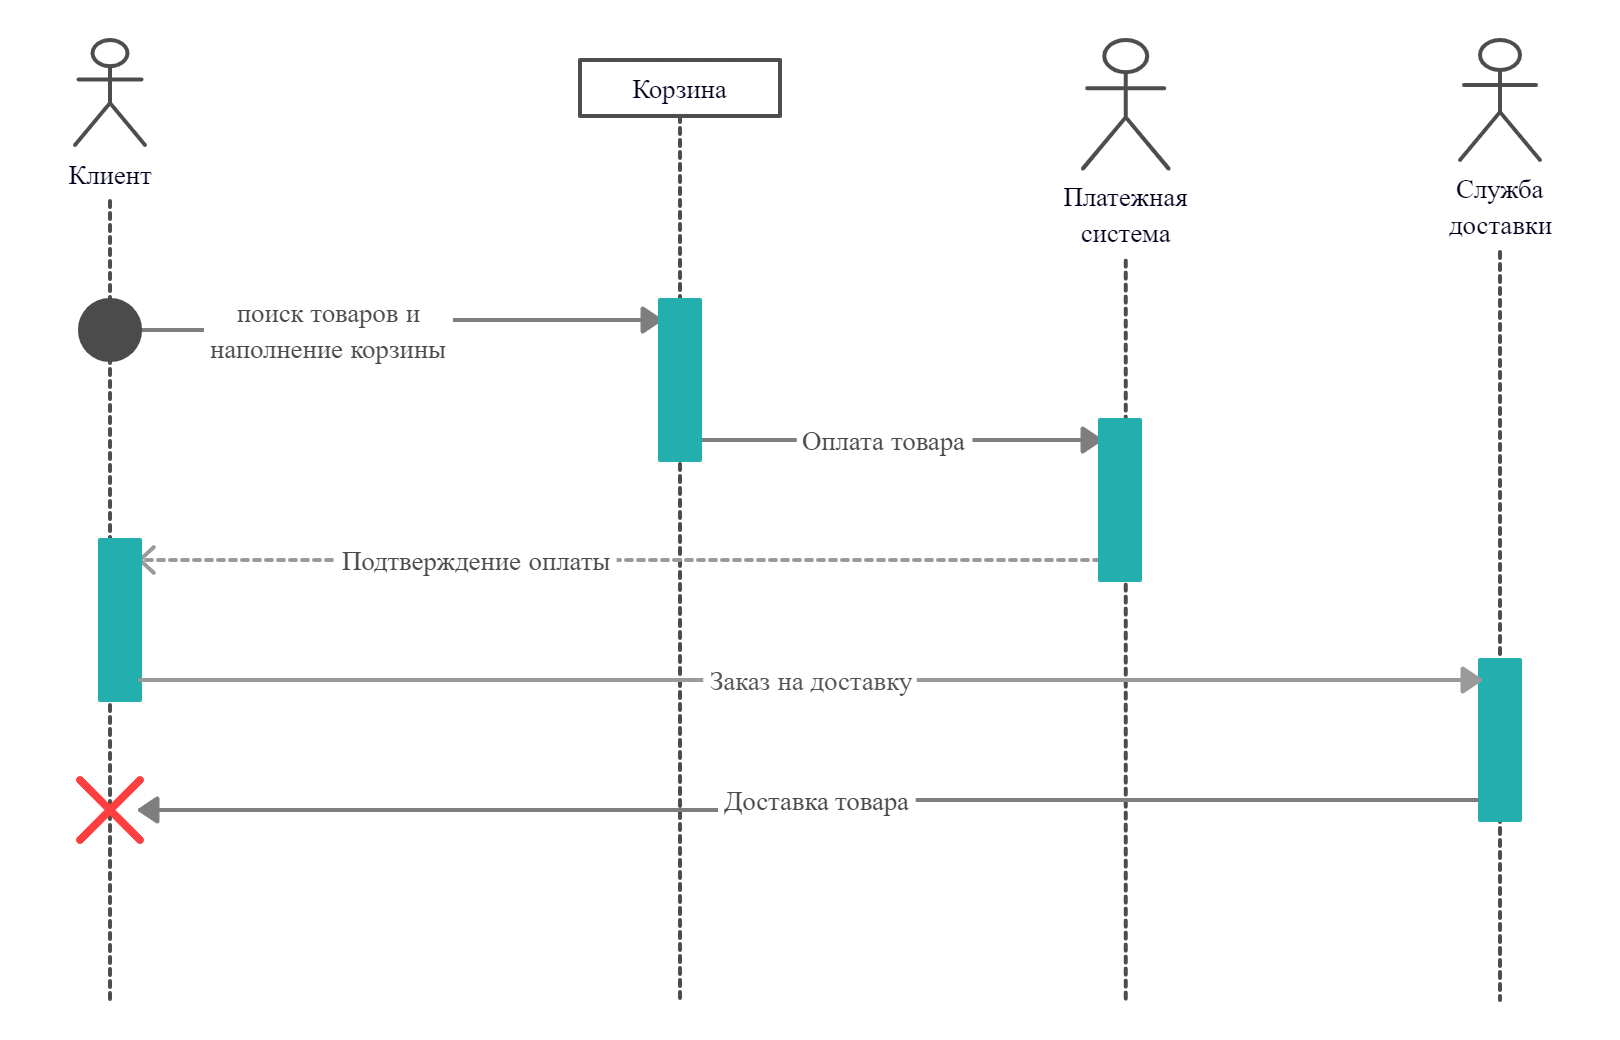 Клиент
Корзина
Платежная
система
Служба
доставки
поиск товаров и
наполнение корзины
Оплата товара
Подтверждение оплаты
Заказ на доставку
Доставка товара